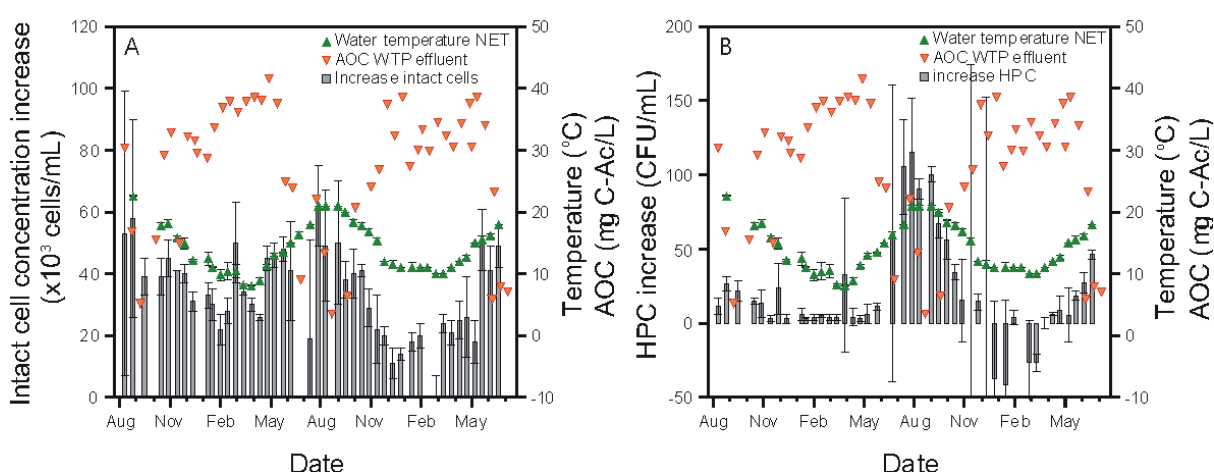 A
Water temperature NET
AOC WTP effluent
Increase intact cells
Intact cell concentration increase
(x10³ cells/mL)
120
100
80
60
40
20
0
50
40
30
20
10
0
-10
Temperature (°C)
AOC (mg C-Ac/L)
Aug Nov Feb May Aug Nov Feb May
Date
B
Water temperature NET
AOC WTP effluent
increase HPC
HPC increase (CFU/mL)
200
150
100
50
0
-50
50
40
30
20
10
0
-10
Temperature (°C)
AOC (mg C-Ac/L)
Aug Nov Feb May Aug Nov Feb May
Date